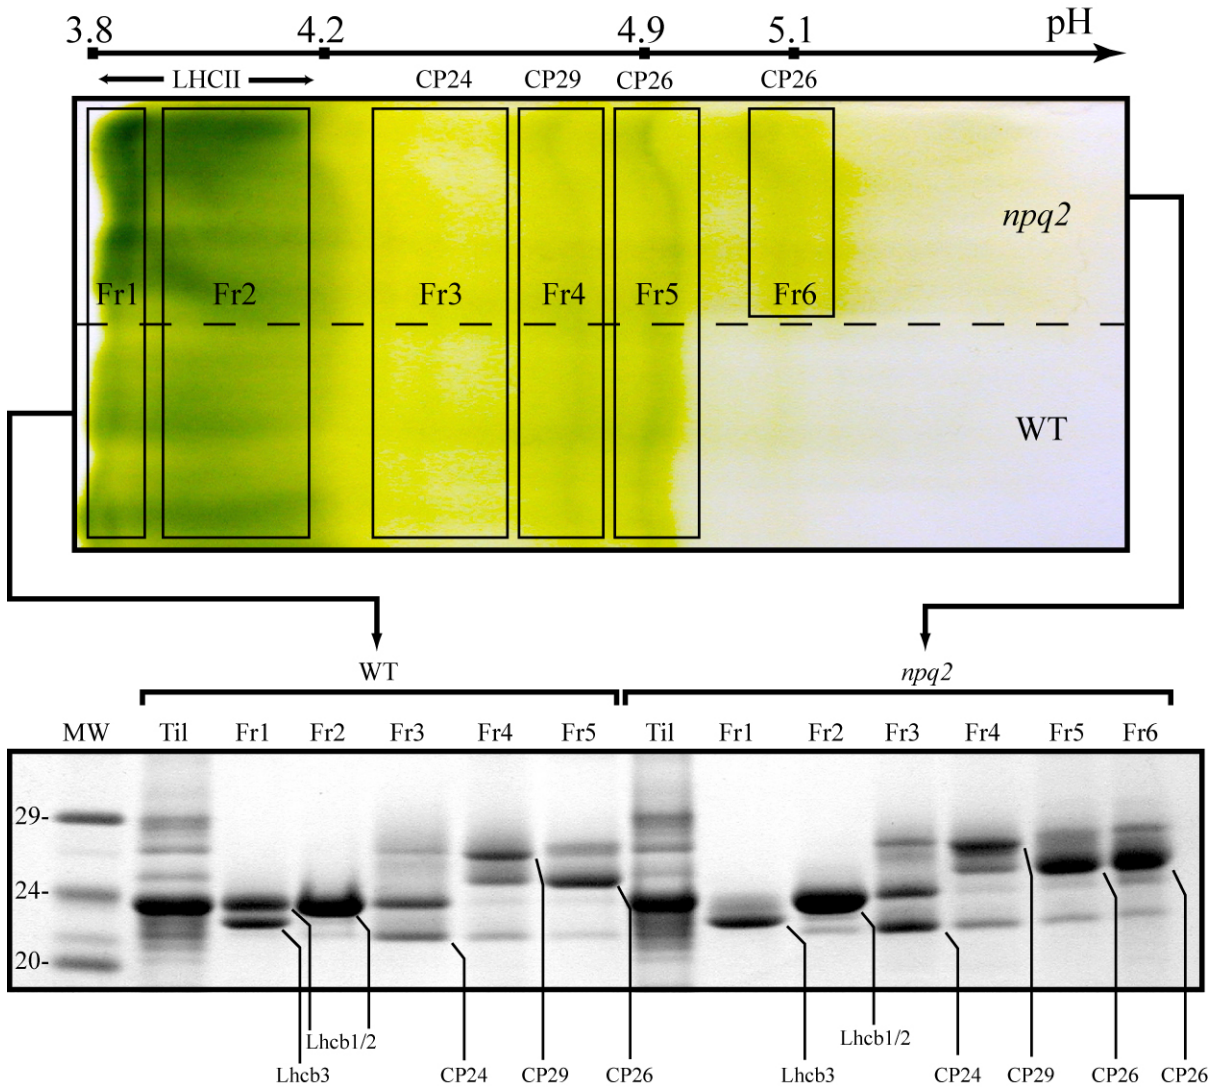 3.8 4.2 4.9 5.1 pH
LHCII CP24 CP29 CP26 CP26
npq2
Fr1 Fr2 Fr3 Fr4 Fr5 Fr6
WT
WT npq2
MW Til Fr1 Fr2 Fr3 Fr4 Fr5 Til Fr1 Fr2 Fr3 Fr4 Fr5 Fr6
29-
24-
20-
Lhcb1/2 Lhcb1/2
Lhcb3 CP24 CP29 CP26 Lhcb3 CP24 CP29 CP26 CP26